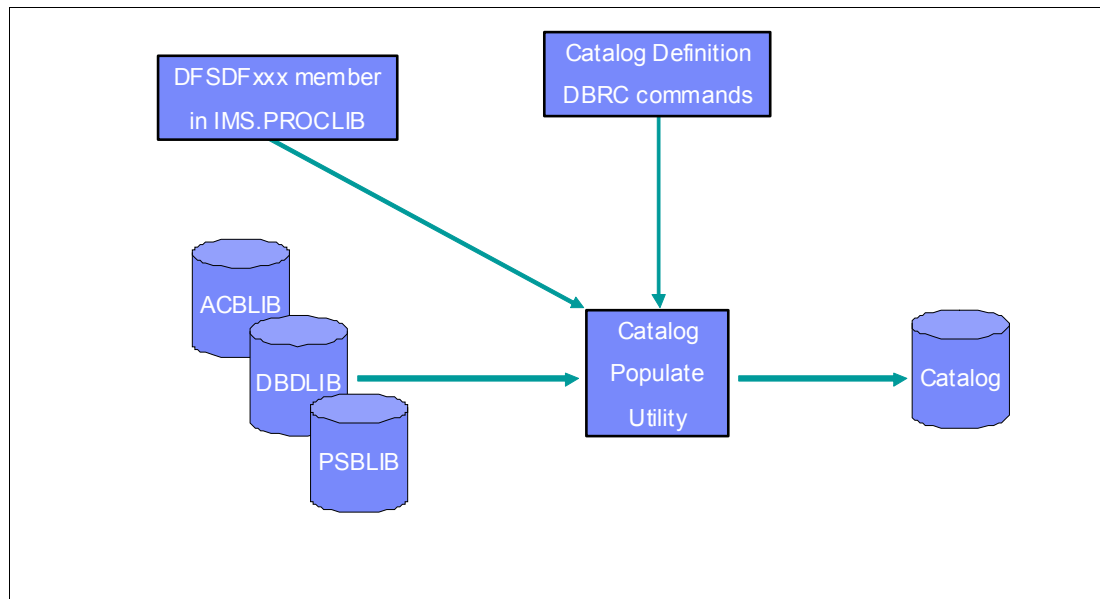 DFSDFxxx member
in IMS.PROCLIB
Catalog Definition
DBRC commands
ACBLIB
DBDLIB
PSBLIB
Catalog
Populate
Utility
Catalog